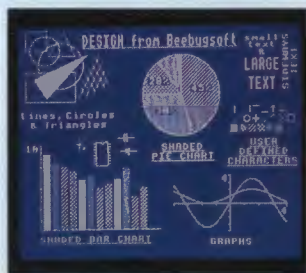 DESIGN from Beebugsoft
small
text
&
LARGE
TEXT
SIDEWAYS
Lines, Circles
& Triangles
SHADED
PIE CHART
USER
DEFINED
CHARACTERS
10
SHADED BAR CHART
GRAPHS